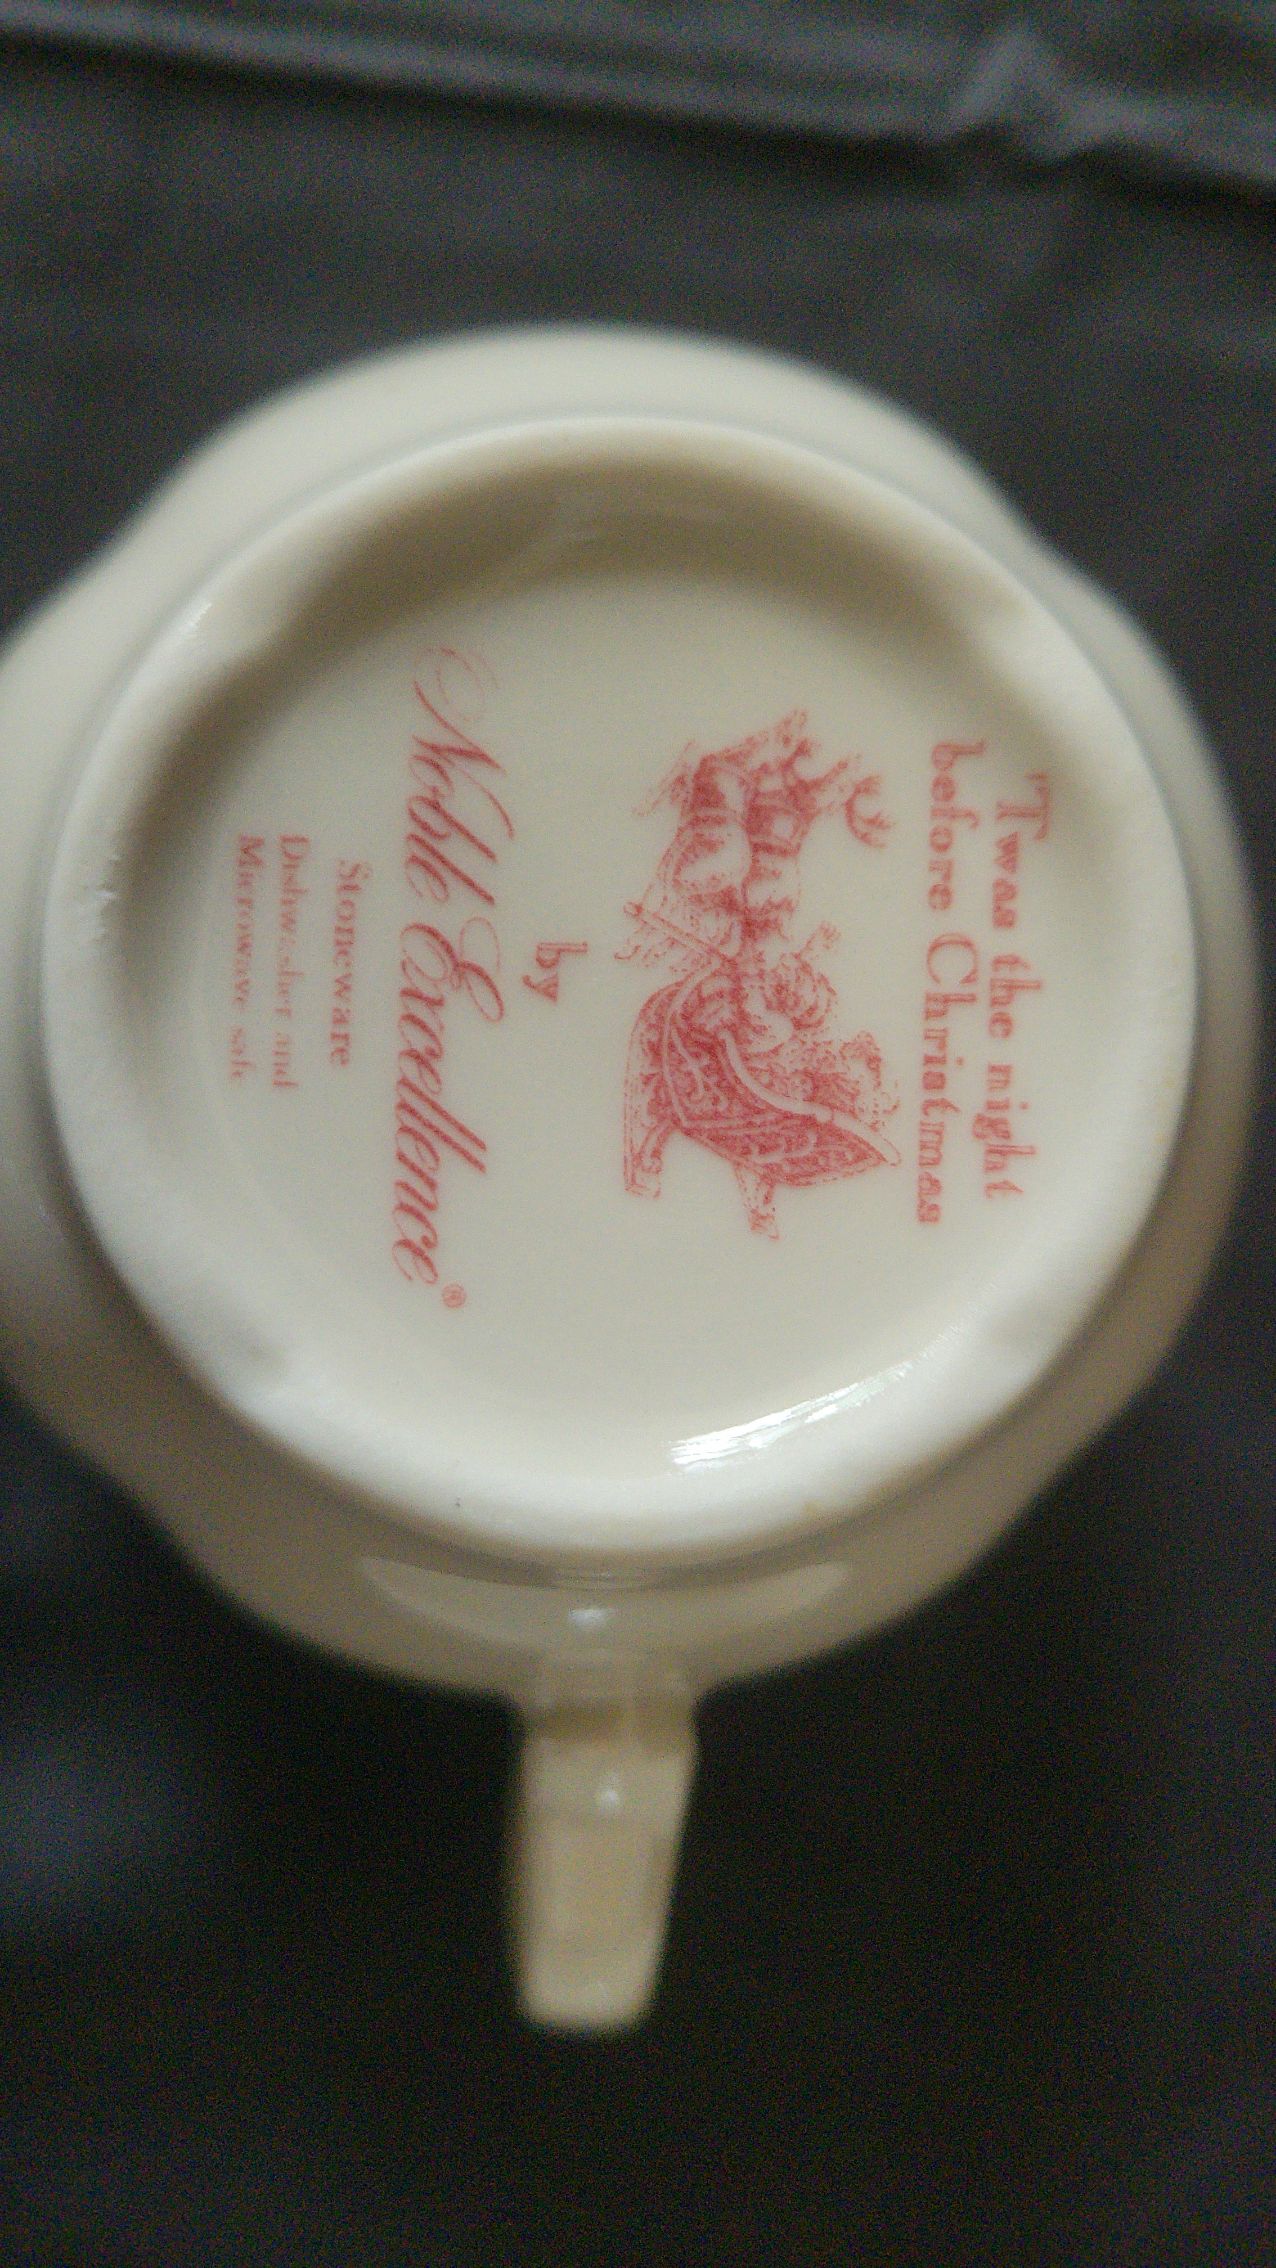 'Twas the night
before Christmas
by
Noble Excellence®
Stoneware
Dishwasher and
Microwave safe